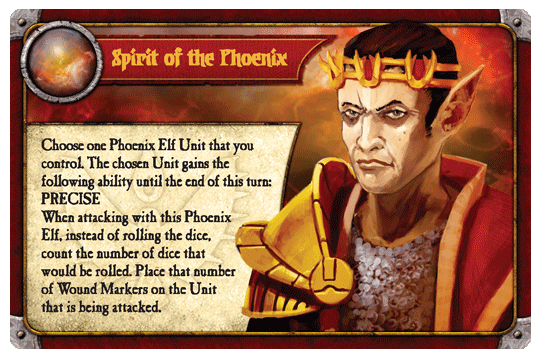 Spirit of the Phoenix
Choose one Phoenix Elf Unit that you
control. The chosen Unit gains the
following ability until the end of this turn:
PRECISE
When attacking with this Phoenix
Elf, instead of rolling the dice,
count the number of dice that
would be rolled. Place that number
of Wound Markers on the Unit
that is being attacked.